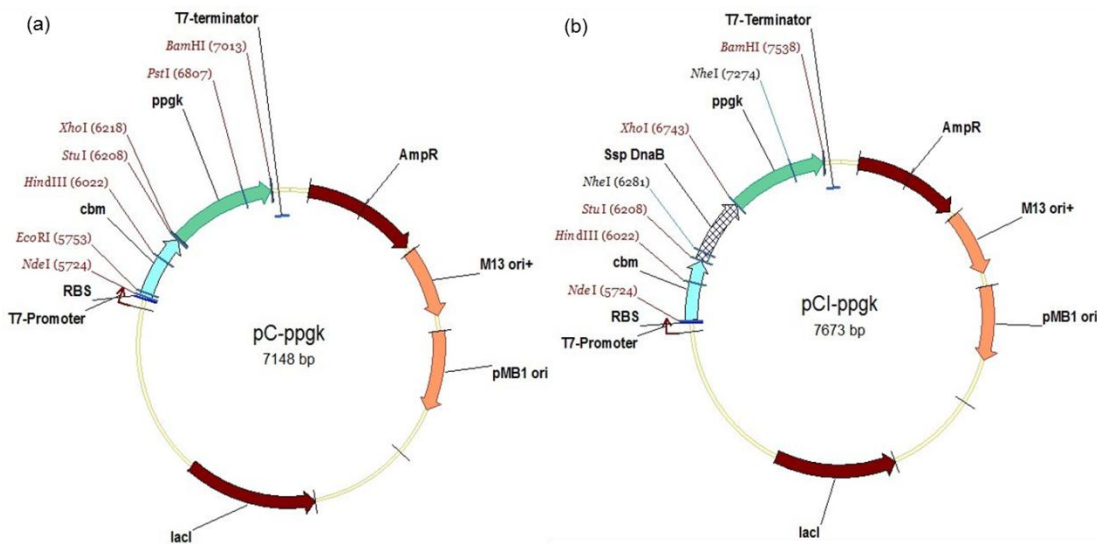 (a)
T7-terminator
BamHI (7013)
PstI (6807)
ppgk
XhoI (6218)
StuI (6208)
HindIII (6022)
cbm
EcoRI (5753)
NdeI (5724)
RBS
T7-Promoter
AmpR
M13 ori+
pMB1 ori
lacI
pC-ppgk
7148 bp
(b)
T7-Terminator
BamHI (7538)
NheI (7274)
ppgk
XhoI (6743)
Ssp DnaB
NheI (6281)
StuI (6208)
HindIII (6022)
cbm
NdeI (5724)
RBS
T7-Promoter
AmpR
M13 ori+
pMB1 ori
lacI
pCI-ppgk
7673 bp